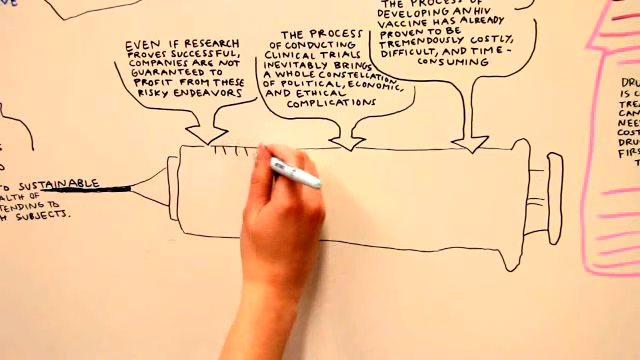 EVEN IF RESEARCH
PROVES SUCCESSFUL,
COMPANIES ARE NOT
GUARANTEED TO
PROFIT FROM THESE
RISKY ENDEAVORS
THE PROCESS
OF CONDUCTING
CLINICAL TRIALS
INEVITABLY BRINGS
A WHOLE CONSTELLATION
OF POLITICAL, ECONOMIC,
AND ETHICAL
COMPLICATIONS
THE PROCESS OF
DEVELOPING AN HIV
VACCINE HAS ALREADY
PROVEN TO BE
TREMENDOUSLY COSTLY,
DIFFICULT, AND TIME-
CONSUMING
TO SUSTAINABLE
ALTH OF
TENDING TO
H SUBJECTS.
DRU
IS C
TREA
CAN
NEE
COST
DRU
FIRS
T